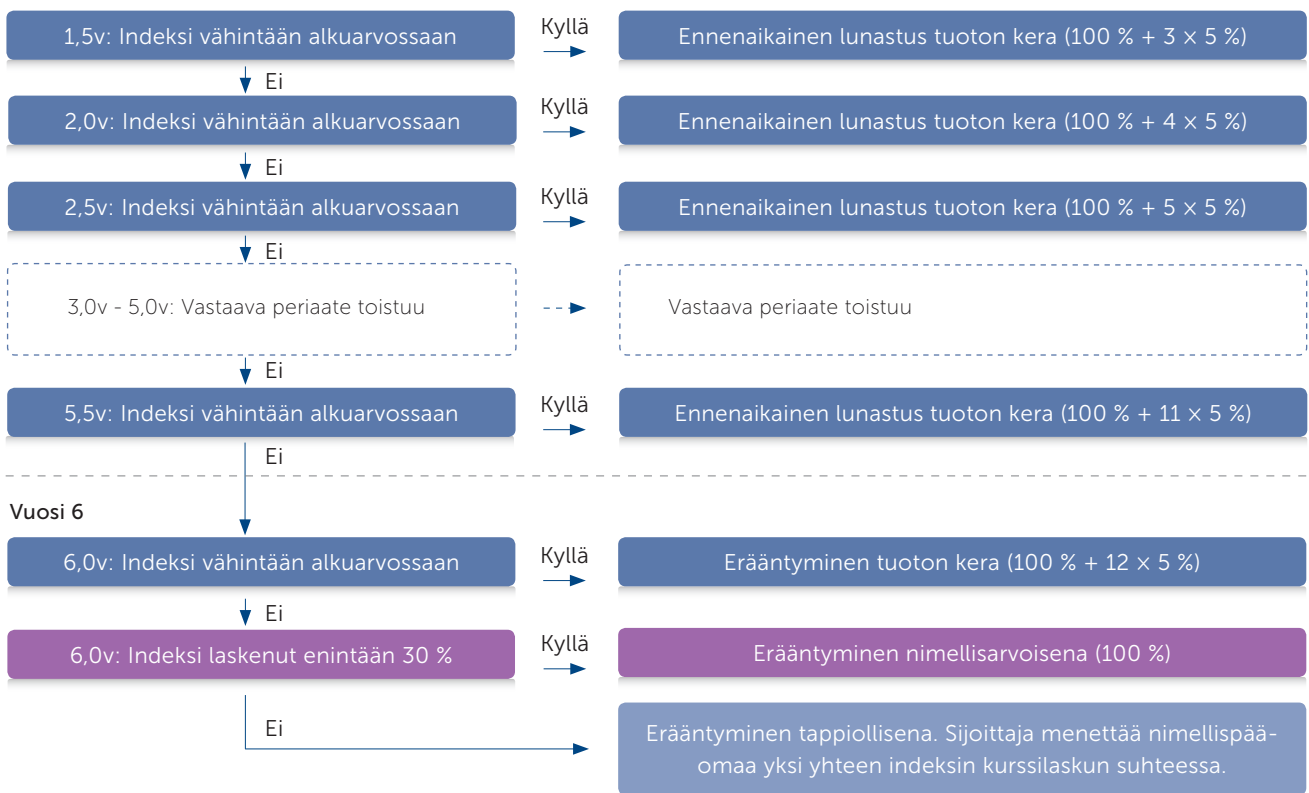 1,5v: Indeksi vähintään alkuarvossaan
Kyllä
Ennenaikainen lunastus tuoton kera (100 % + 3 × 5 %)
Ei
2,0v: Indeksi vähintään alkuarvossaan
Kyllä
Ennenaikainen lunastus tuoton kera (100 % + 4 × 5 %)
Ei
2,5v: Indeksi vähintään alkuarvossaan
Kyllä
Ennenaikainen lunastus tuoton kera (100 % + 5 × 5 %)
Ei
3,0v - 5,0v: Vastaava periaate toistuu
Vastaava periaate toistuu
Ei
5,5v: Indeksi vähintään alkuarvossaan
Kyllä
Ennenaikainen lunastus tuoton kera (100 % + 11 × 5 %)
Ei
Vuosi 6
6,0v: Indeksi vähintään alkuarvossaan
Kyllä
Erääntyminen tuoton kera (100 % + 12 × 5 %)
Ei
6,0v: Indeksi laskenut enintään 30 %
Kyllä
Erääntyminen nimellisarvoisena (100 %)
Ei
Erääntyminen tappiollisena. Sijoittaja menettää nimellispää-
omaa yksi yhteen indeksin kurssilaskun suhteessa.